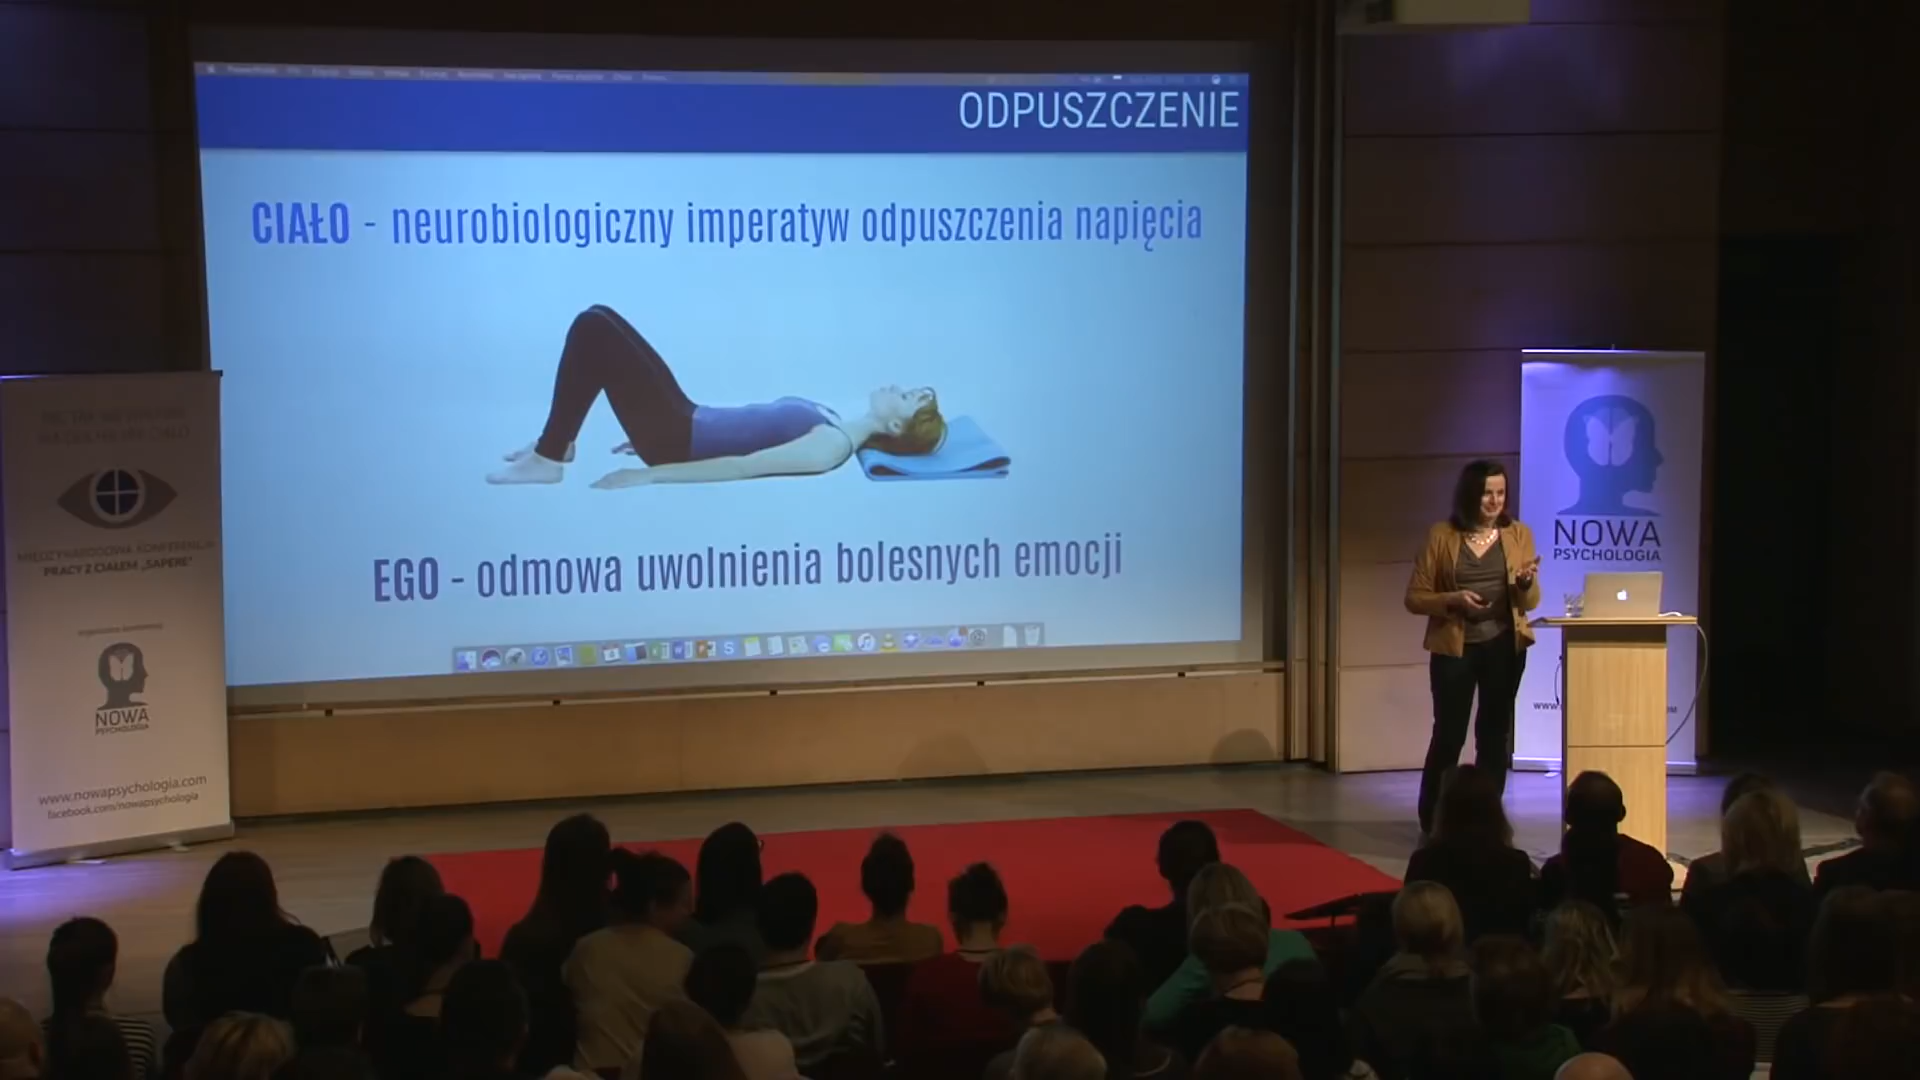 ODPUSZCZENIE
CIAŁO - neurobiologiczny imperatyw odpuszczenia napięcia
EGO - odmowa uwolnienia bolesnych emocji
MIĘDZYNARODOWA KONFERENCJA
PRACY Z CIAŁEM „SAPERE"
NOWA
PSYCHOLOGIA
www.nowapsychologia.com
facebook.com/nowapsychologia
NOWA
PSYCHOLOGIA